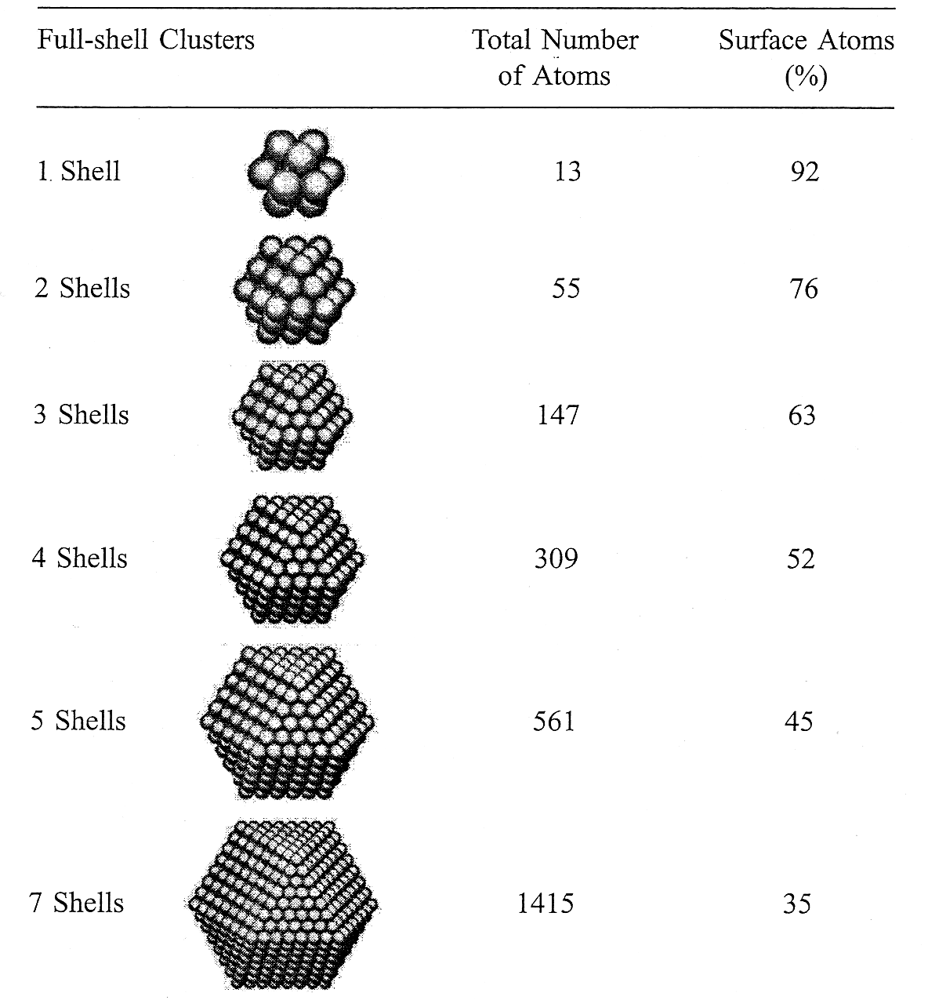 Full-shell Clusters Total Number Surface Atoms
of Atoms (%)
1 Shell 13 92
2 Shells 55 76
3 Shells 147 63
4 Shells 309 52
5 Shells 561 45
7 Shells 1415 35